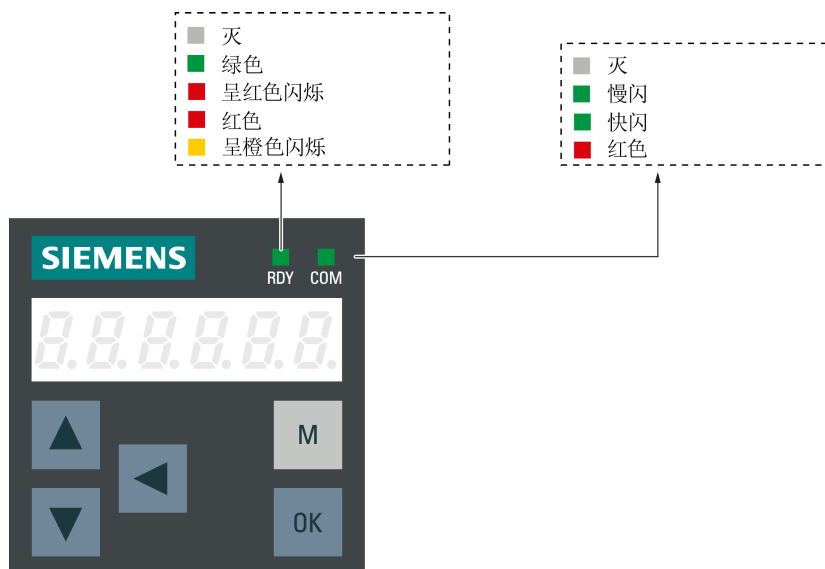 灭
绿色
呈红色闪烁
红色
呈橙色闪烁
灭
慢闪
快闪
红色
SIEMENS
RDY COM
8.8.8.8.8.8.
M
OK